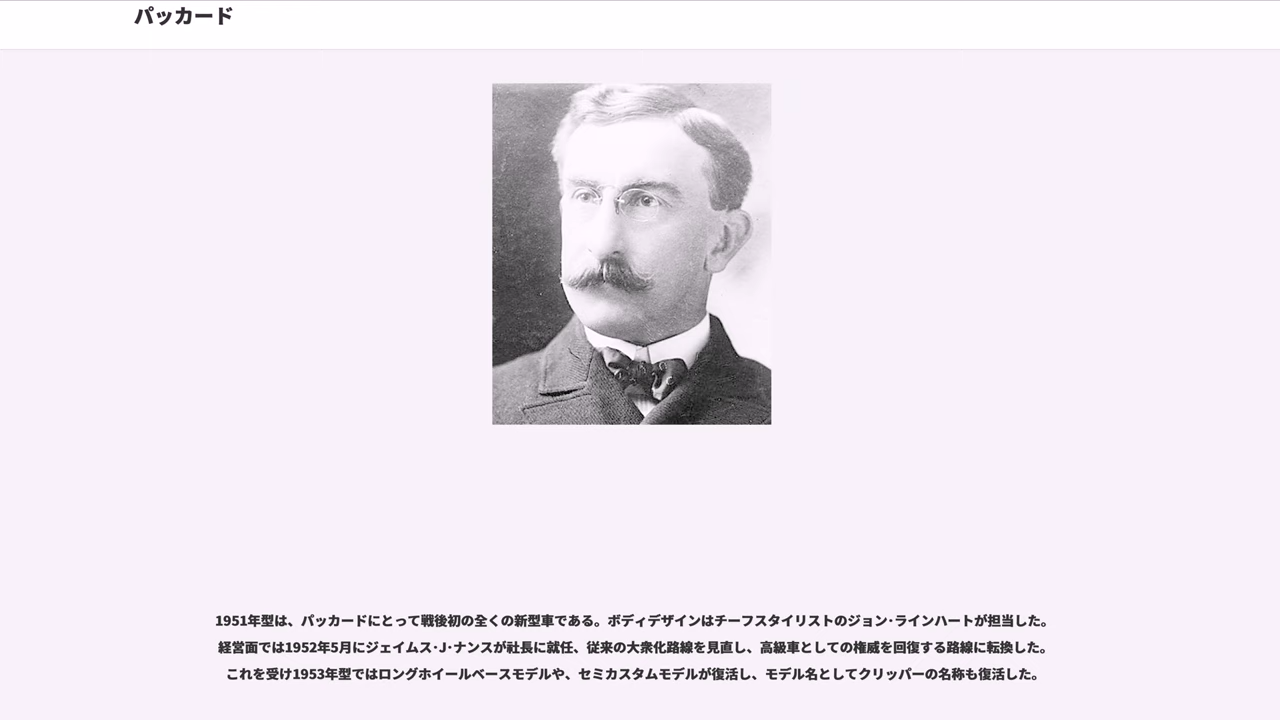 パッカード
1951年型は、パッカードにとって戦後初の全くの新型車である。ボディデザインはチーフスタイリストのジョン･ラインハートが担当した。
経営面では1952年5月にジェイムス･J･ナンスが社長に就任、従来の大衆化路線を見直し、高級車としての権威を回復する路線に転換した。
これを受け1953年型ではロングホイールベースモデルや、セミカスタムモデルが復活し、モデル名としてクリッパーの名称も復活した。